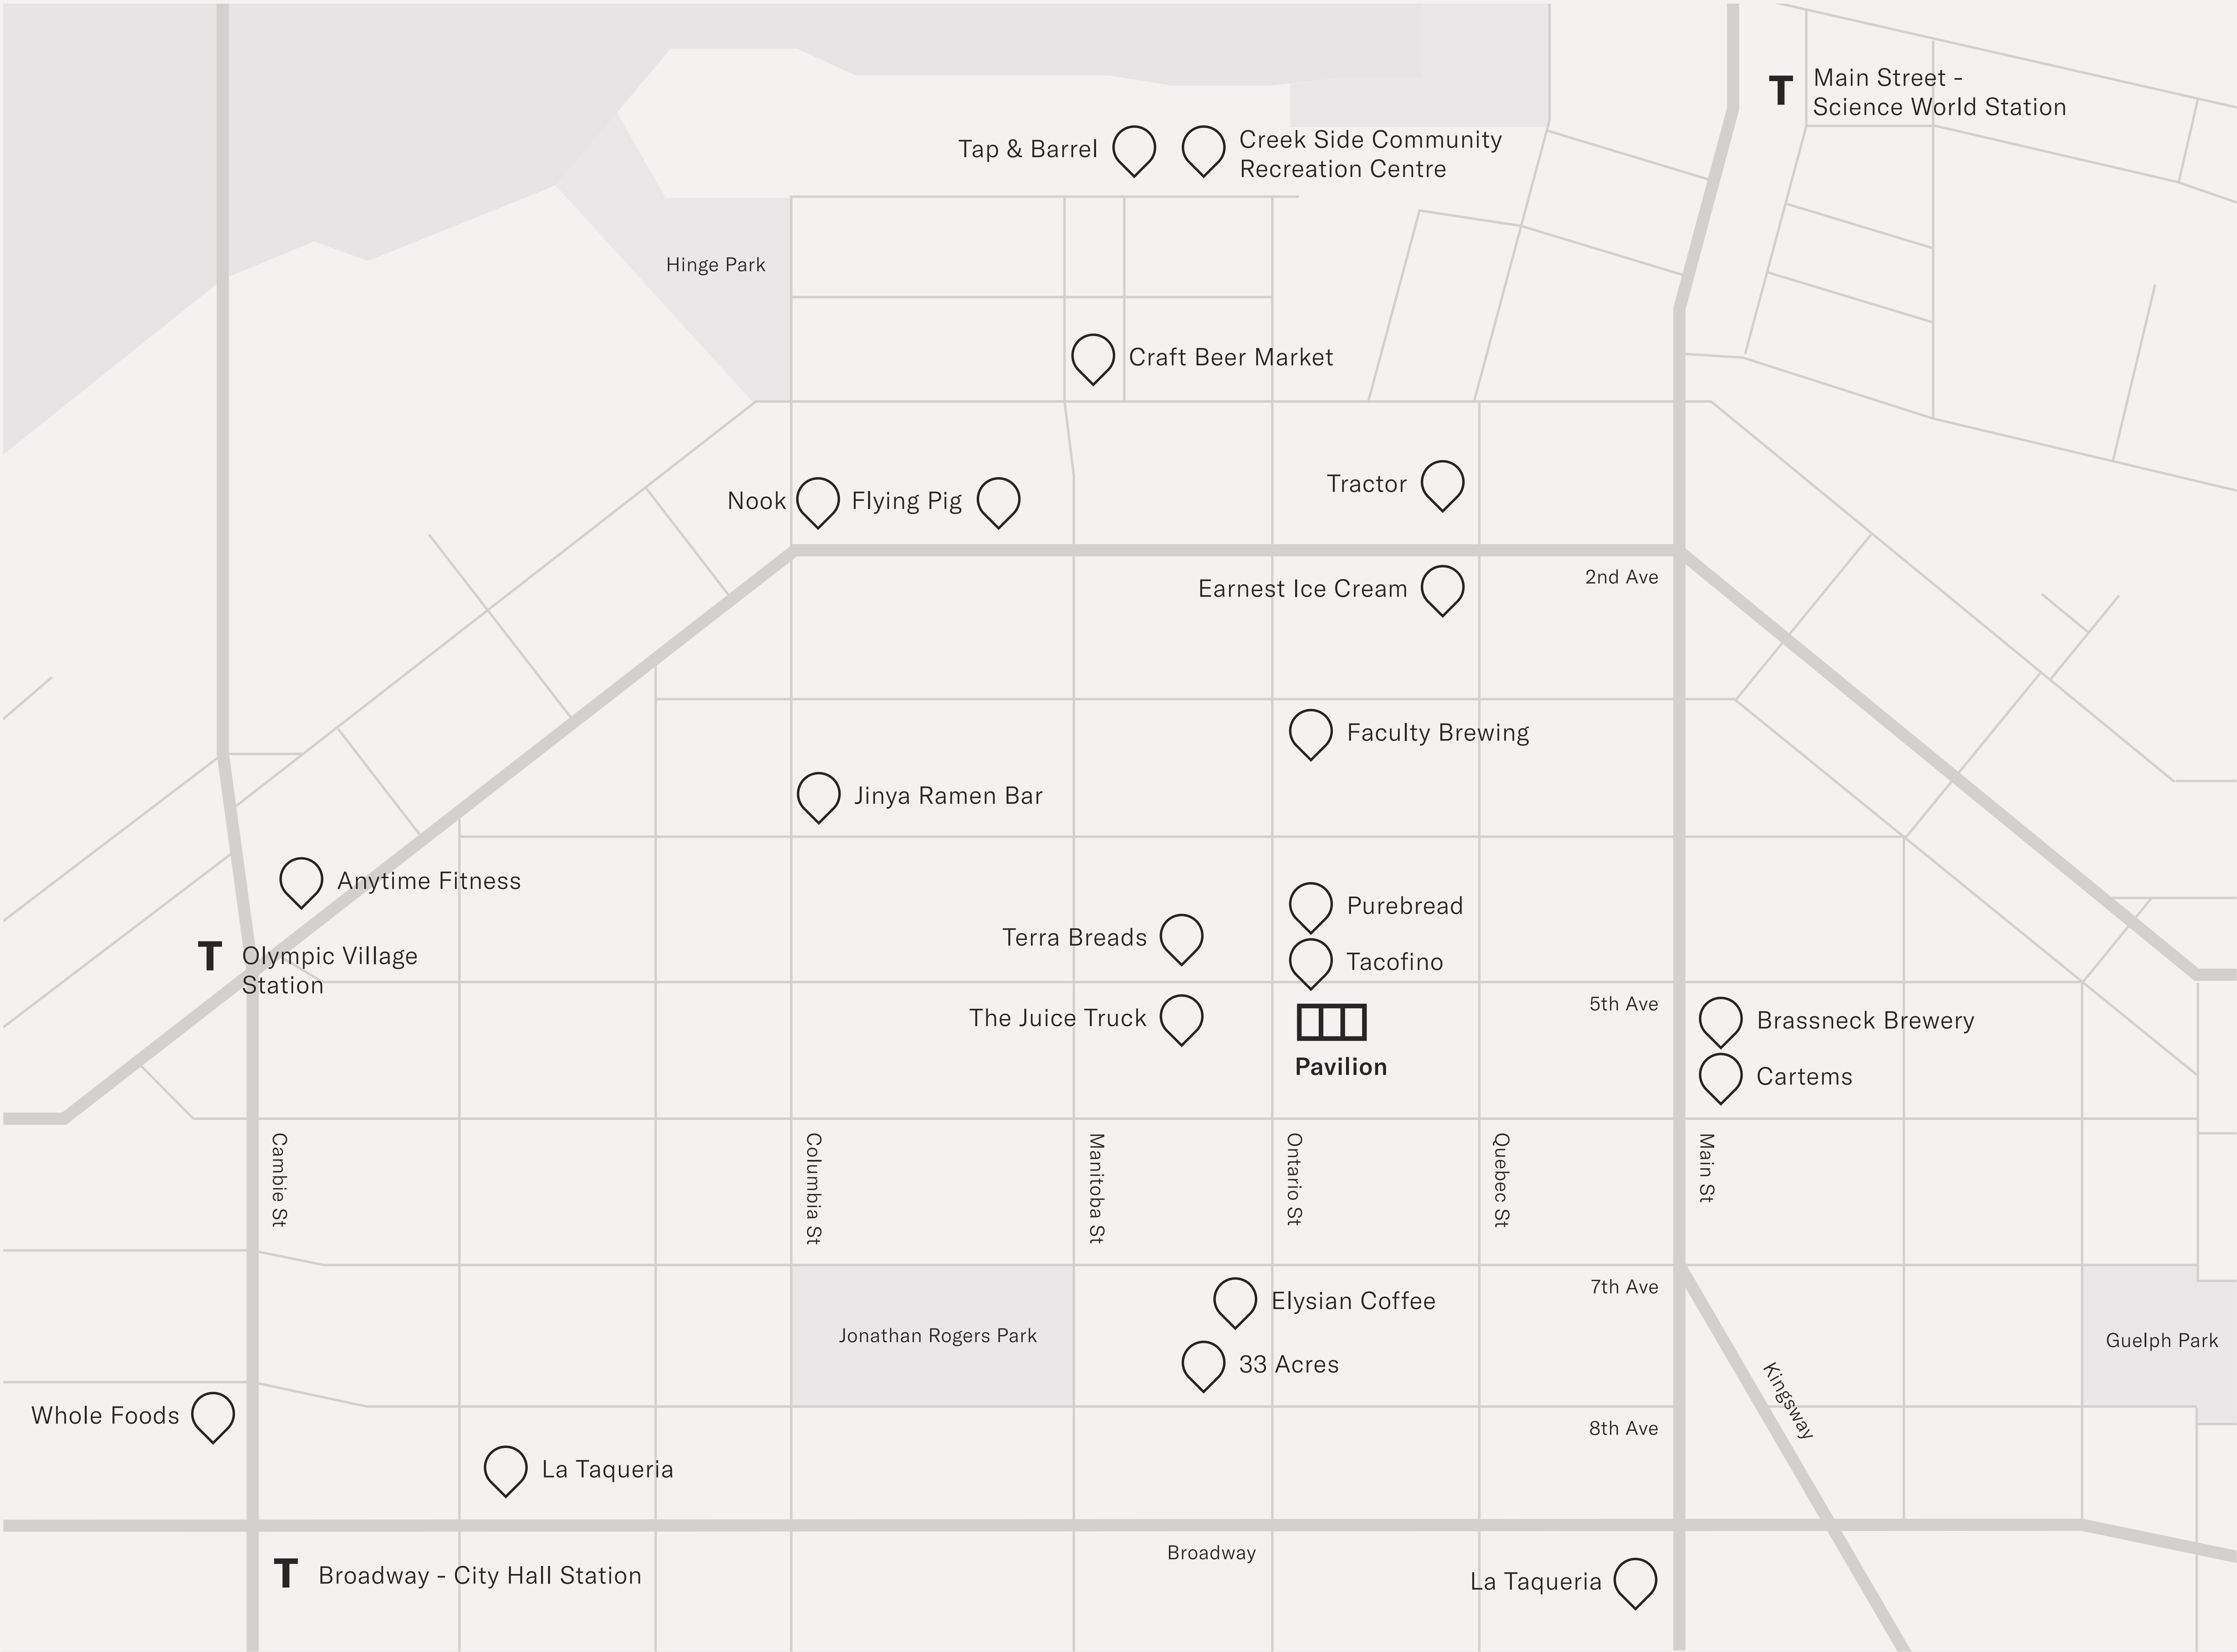 T
Main Street -
Science World Station
Tap & Barrel
Creek Side Community
Recreation Centre
Hinge Park
Craft Beer Market
Nook
Flying Pig
Tractor
2nd Ave
Earnest Ice Cream
Faculty Brewing
Jinya Ramen Bar
Anytime Fitness
Purebread
Terra Breads
Tacofino
T
Olympic Village
Station
5th Ave
The Juice Truck
Brassneck Brewery
Pavilion
Cartems
Cambie St
Columbia St
Manitoba St
Ontario St
Quebec St
Main St
7th Ave
Elysian Coffee
Jonathan Rogers Park
Guelph Park
33 Acres
Kingsway
Whole Foods
8th Ave
La Taqueria
Broadway
T
Broadway - City Hall Station
La Taqueria